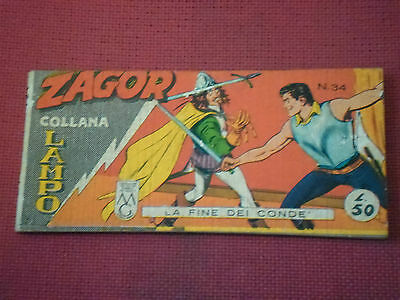 ZAGOR
N. 34
COLLANA
LAMPO
LA FINE DEI CONDE'
L. 50